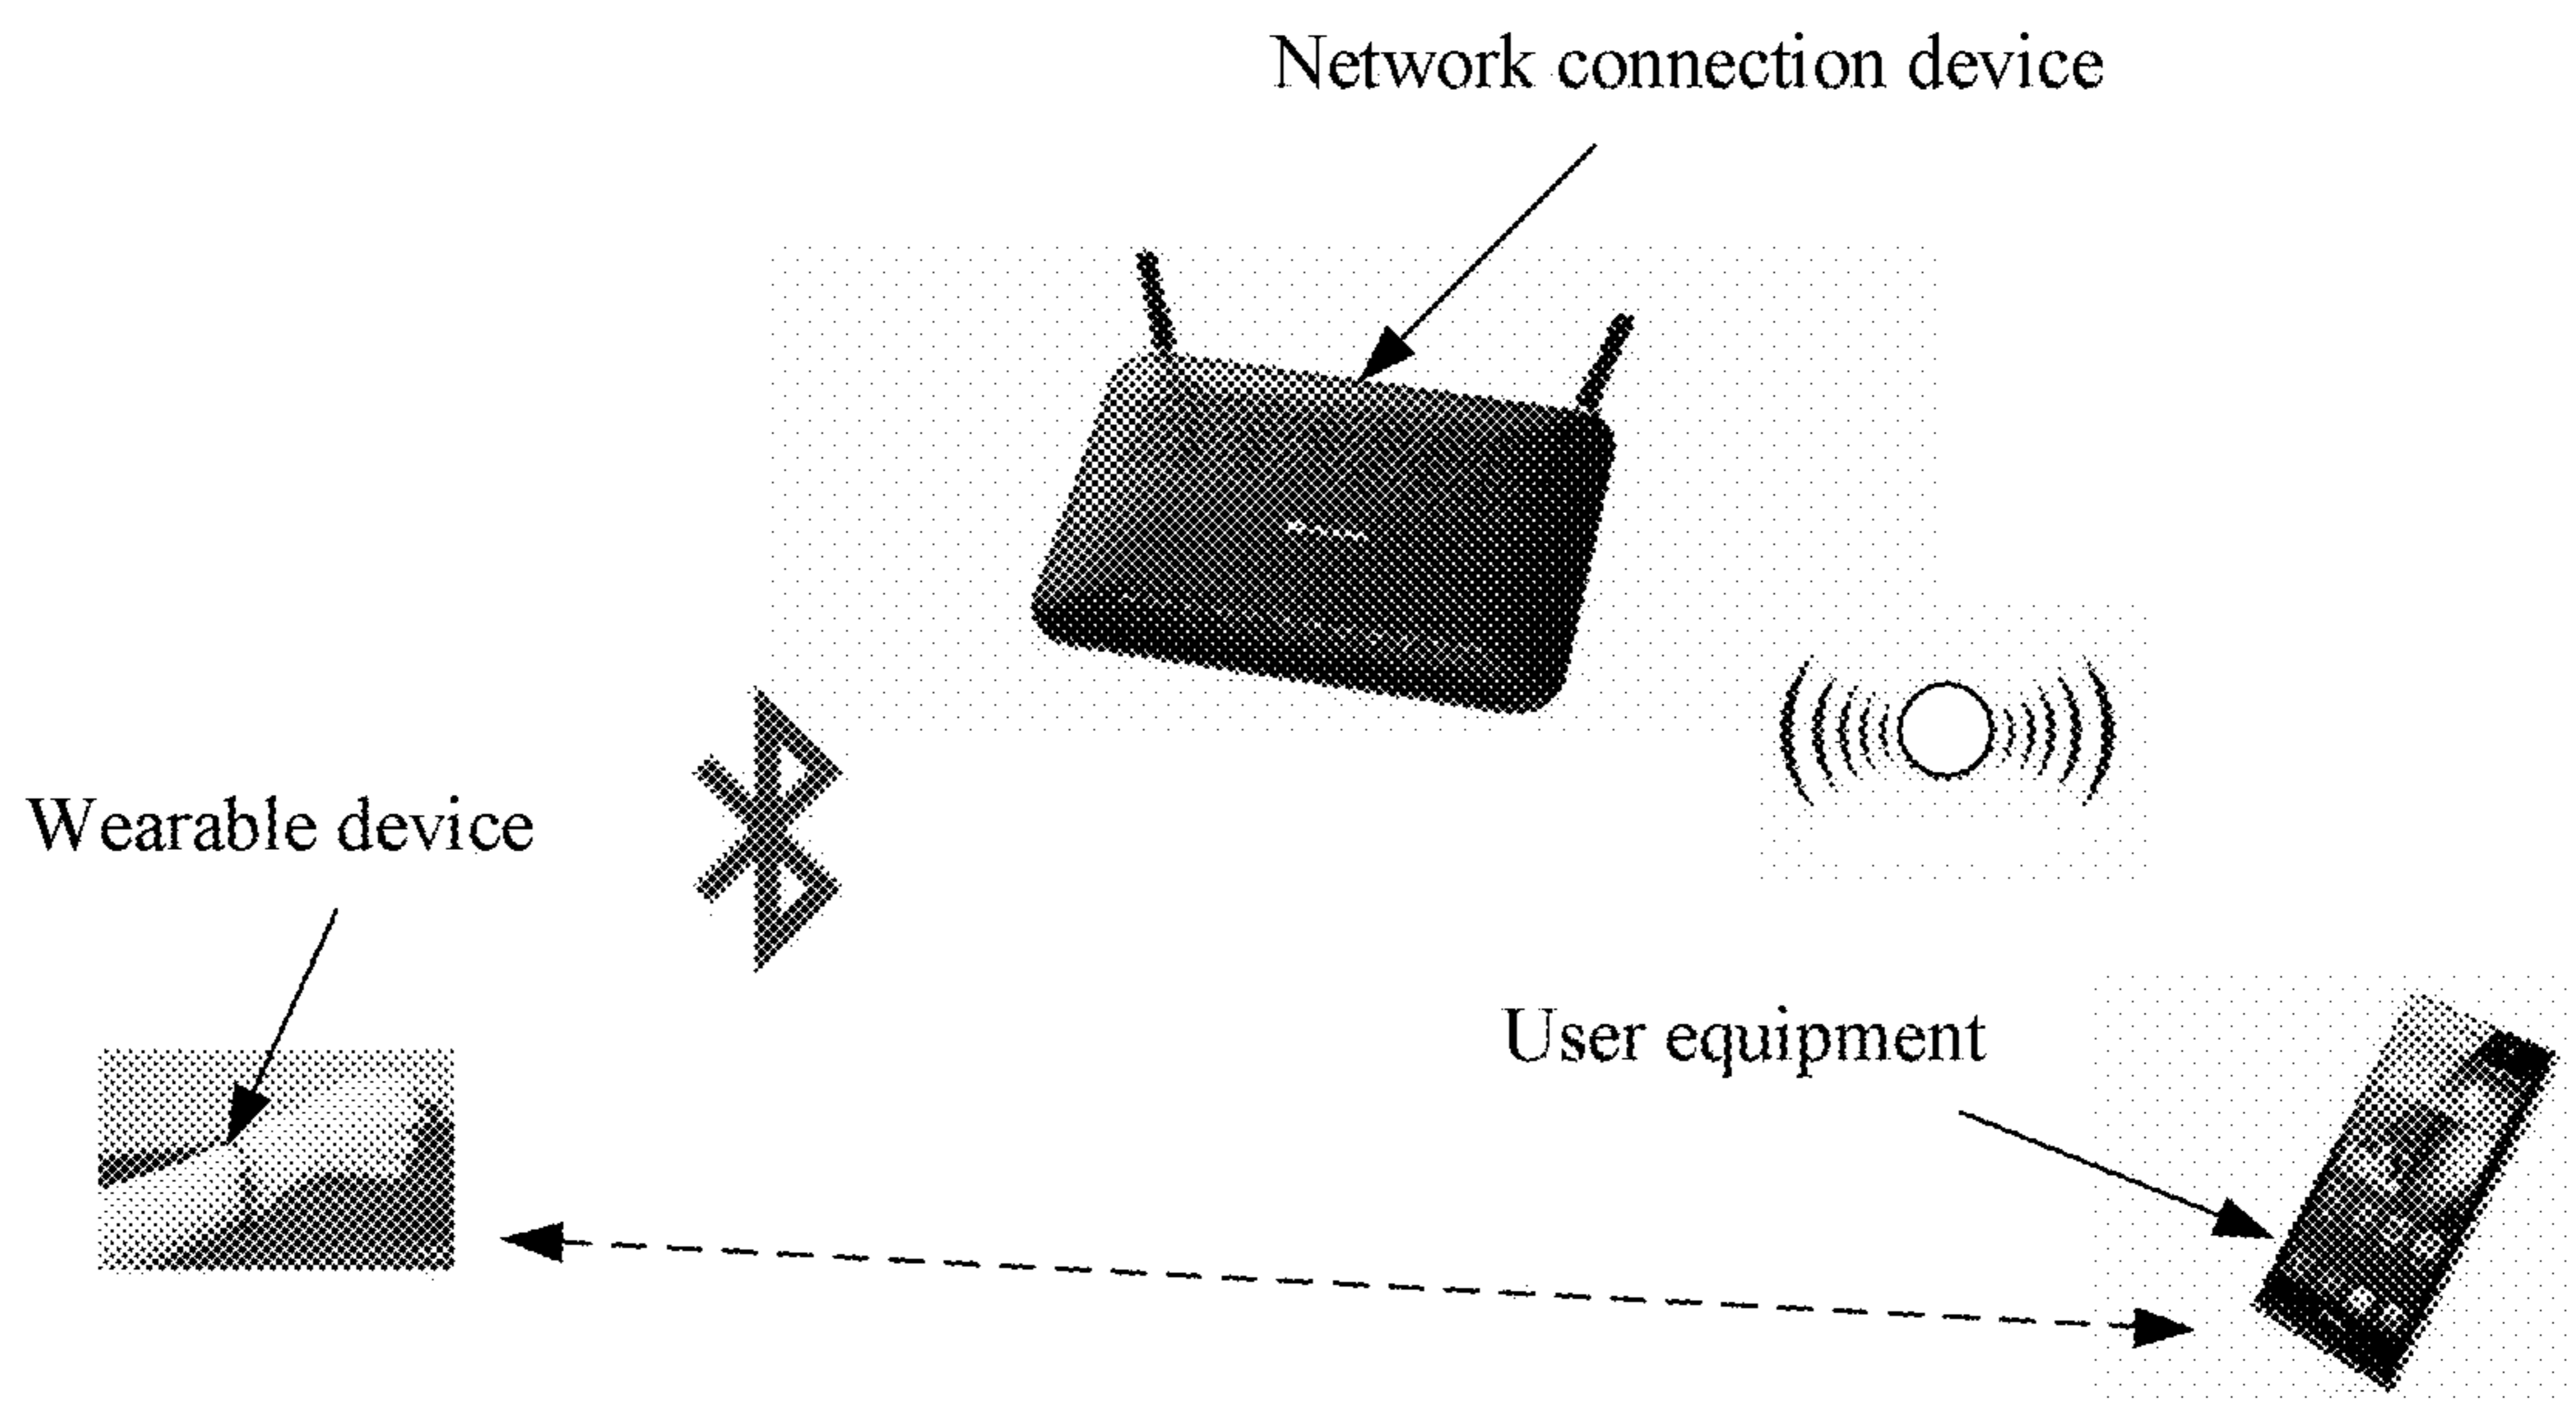 Network connection device
Wearable device
User equipment